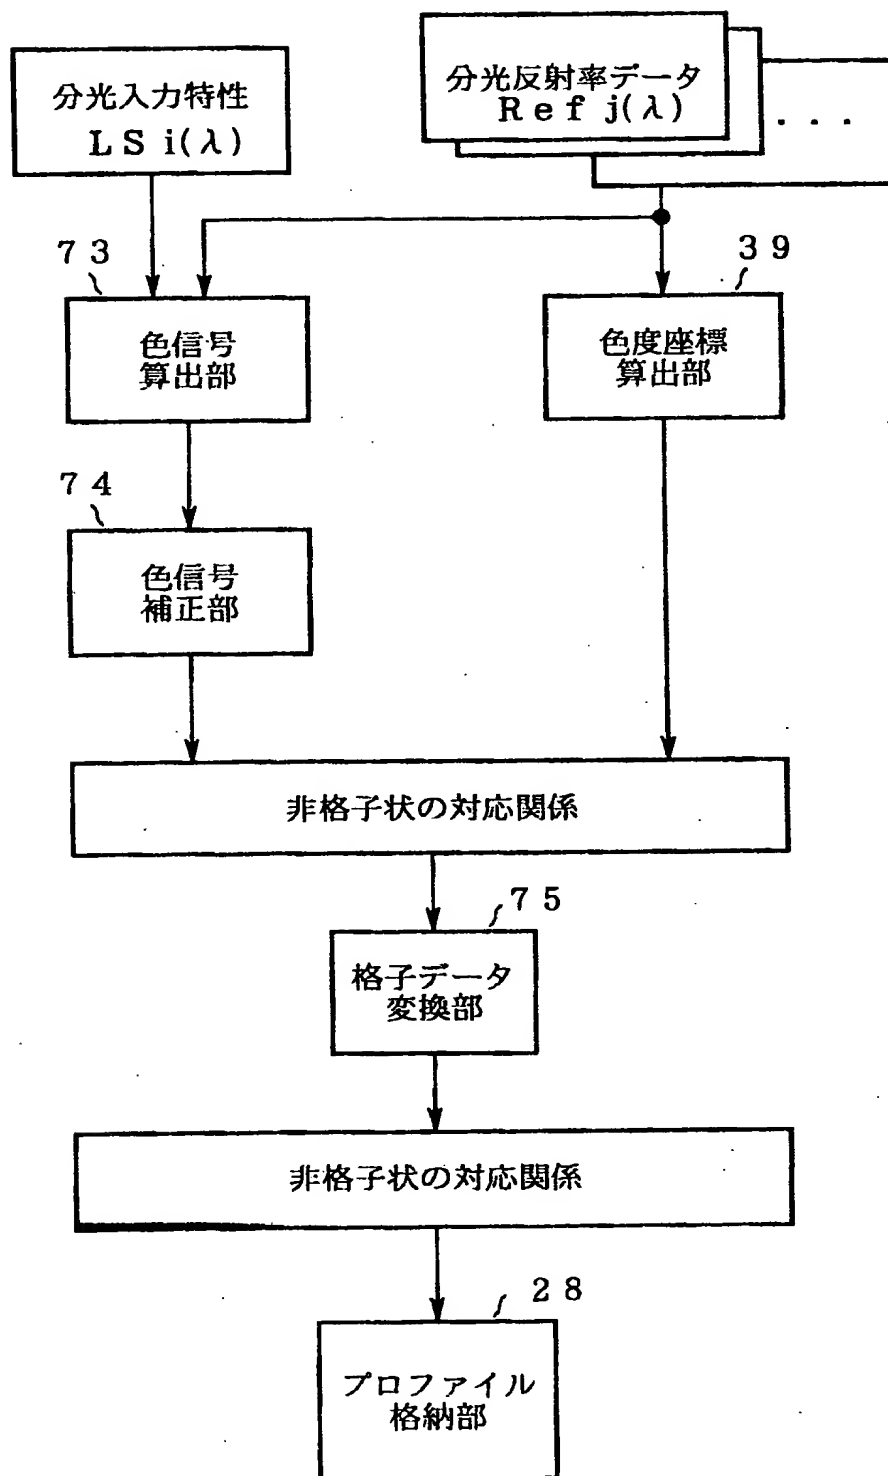 分光入力特性
ＬＳｉ(λ)
分光反射率データ
Ｒｅｆｊ(λ)
・・・
７３
３９
色信号
算出部
色度座標
算出部
７４
色信号
補正部
非格子状の対応関係
７５
格子データ
変換部
非格子状の対応関係
２８
プロファイル
格納部